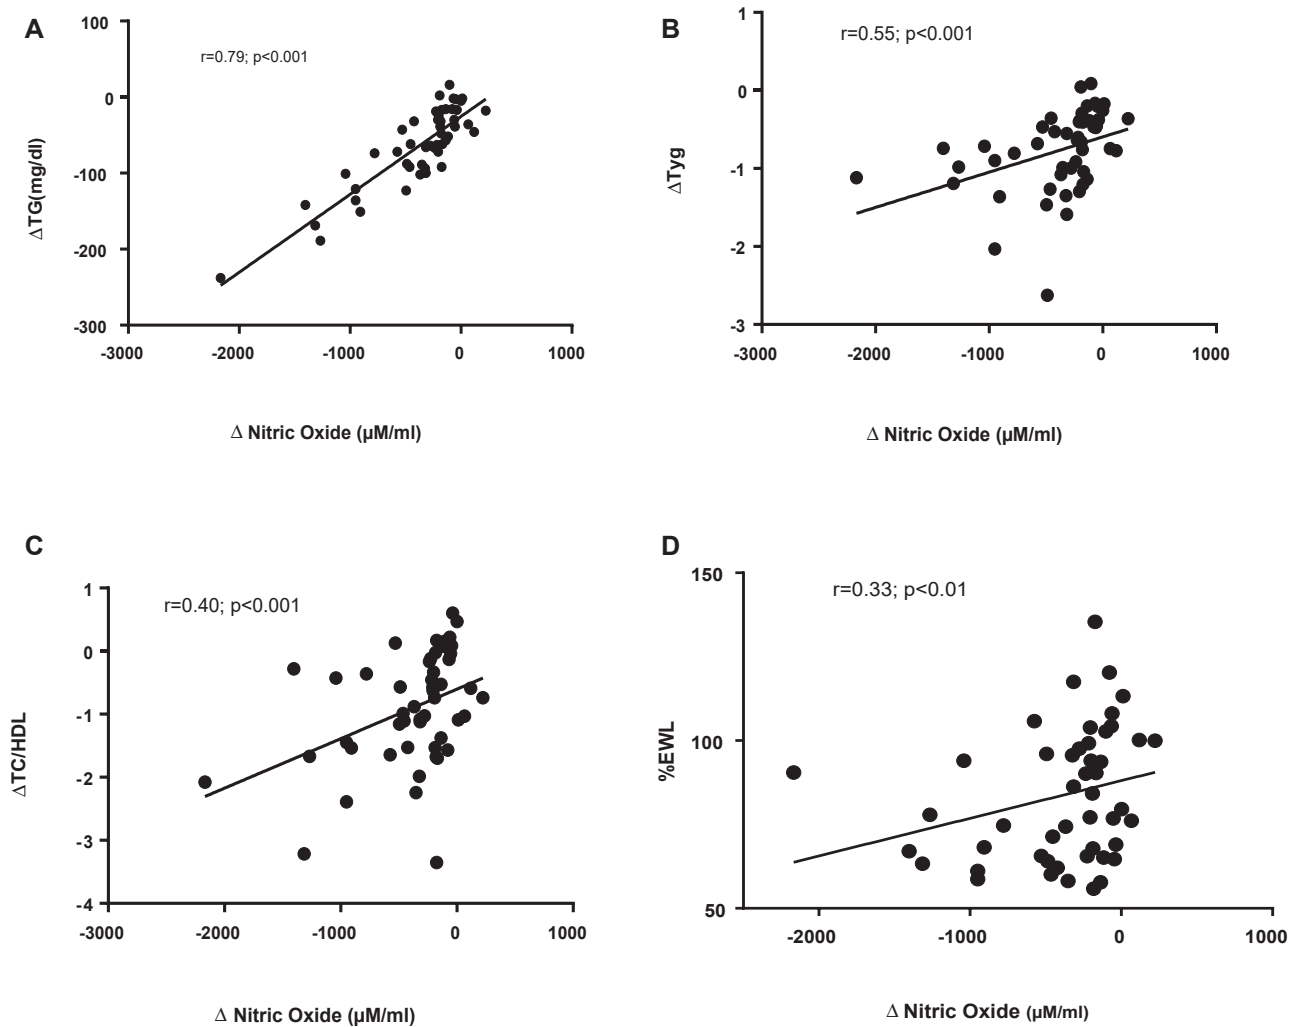 A
r=0.79; p<0.001
100
0
-100
-200
-300
-3000 -2000 -1000 0 1000
ΔTG(mg/dl)
Δ Nitric Oxide (µM/ml)
B
r=0.55; p<0.001
1
0
-1
-2
-3
-3000 -2000 -1000 0 1000
ΔTyg
Δ Nitric Oxide (µM/ml)
C
r=0.40; p<0.001
1
0
-1
-2
-3
-4
-3000 -2000 -1000 0 1000
ΔTC/HDL
Δ Nitric Oxide (µM/ml)
D
r=0.33; p<0.01
150
100
50
-2000 -1000 0 1000
%EWL
Δ Nitric Oxide (µM/ml)